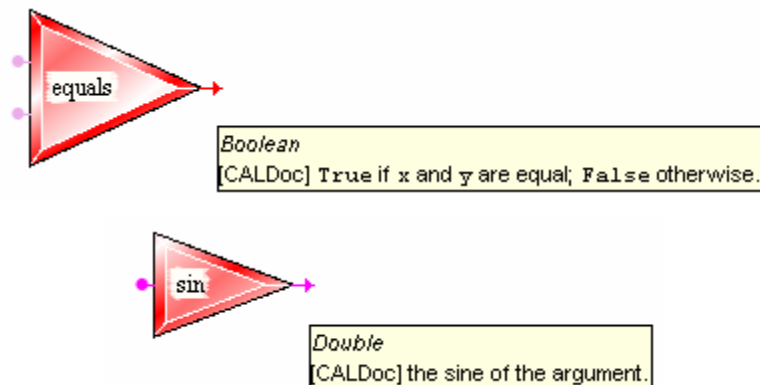 equals
Boolean
[CALDoc] True if x and y are equal; False otherwise.
sin
Double
[CALDoc] the sine of the argument.